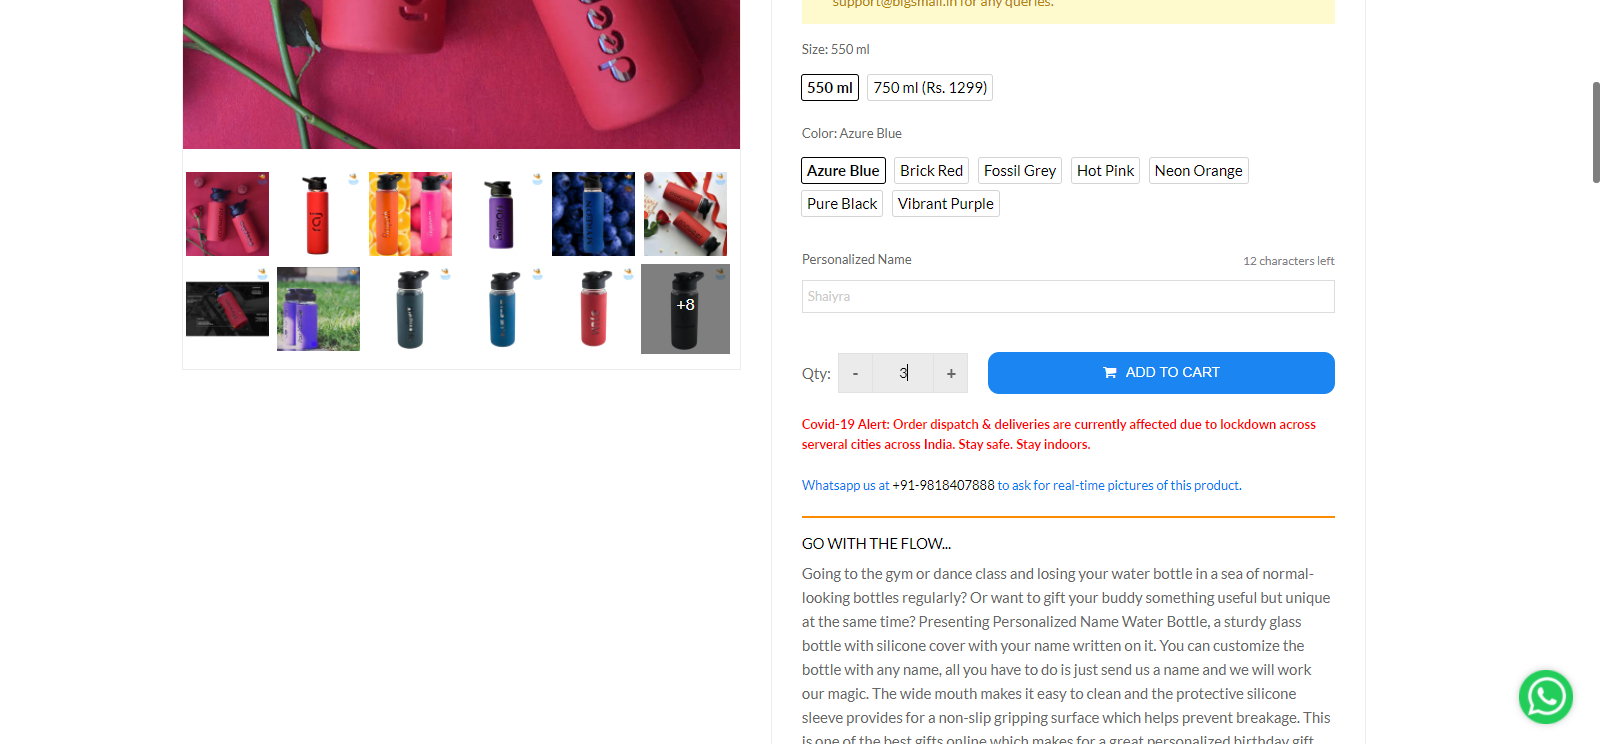 support@bigsmall.in for any queries.
Size: 550 ml
550 ml
750 ml (Rs. 1299)
Color: Azure Blue
Azure Blue
Brick Red
Fossil Grey
Hot Pink
Neon Orange
Pure Black
Vibrant Purple
Personalized Name
12 characters left
Shaiyra
raj
+8
Qty:
-
3
+
ADD TO CART
Covid-19 Alert: Order dispatch & deliveries are currently affected due to lockdown across
serveral cities across India. Stay safe. Stay indoors.
Whatsapp us at +91-9818407888 to ask for real-time pictures of this product.
GO WITH THE FLOW...
Going to the gym or dance class and losing your water bottle in a sea of normal-
looking bottles regularly? Or want to gift your buddy something useful but unique
at the same time? Presenting Personalized Name Water Bottle, a sturdy glass
bottle with silicone cover with your name written on it. You can customize the
bottle with any name, all you have to do is just send us a name and we will work
our magic. The wide mouth makes it easy to clean and the protective silicone
sleeve provides for a non-slip gripping surface which helps prevent breakage. This
is one of the best gifts online which makes for a great personalized birthday gift